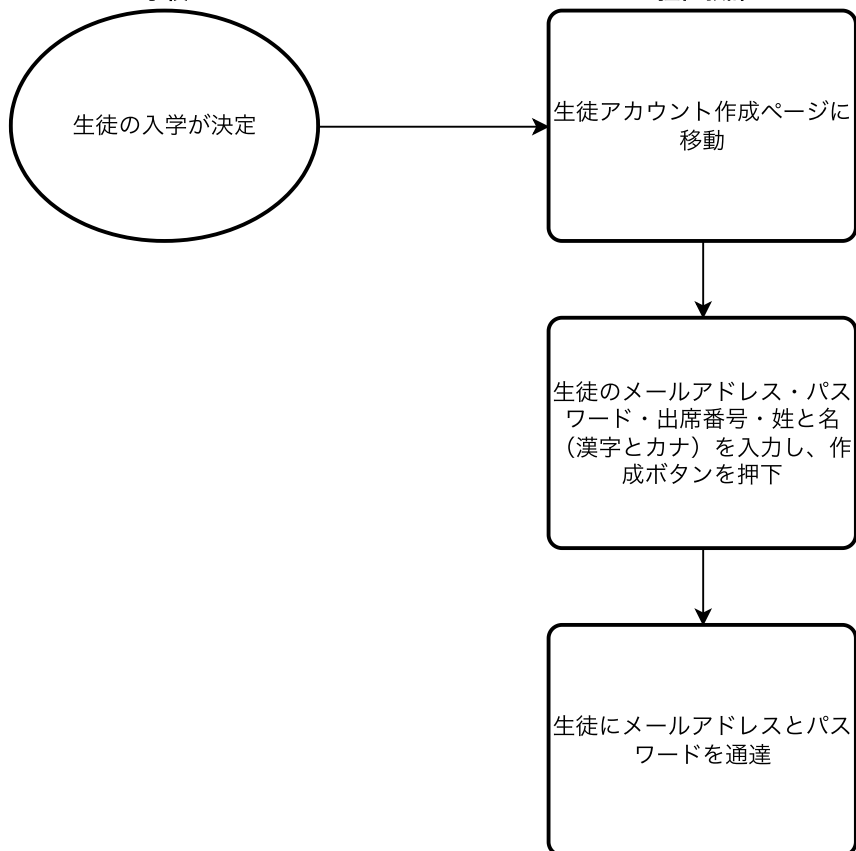 生徒の入学が決定
生徒アカウント作成ページに
移動
生徒のメールアドレス・パス
ワード・出席番号・姓と名
（漢字とカナ）を入力し、作
成ボタンを押下
生徒にメールアドレスとパス
ワードを通達